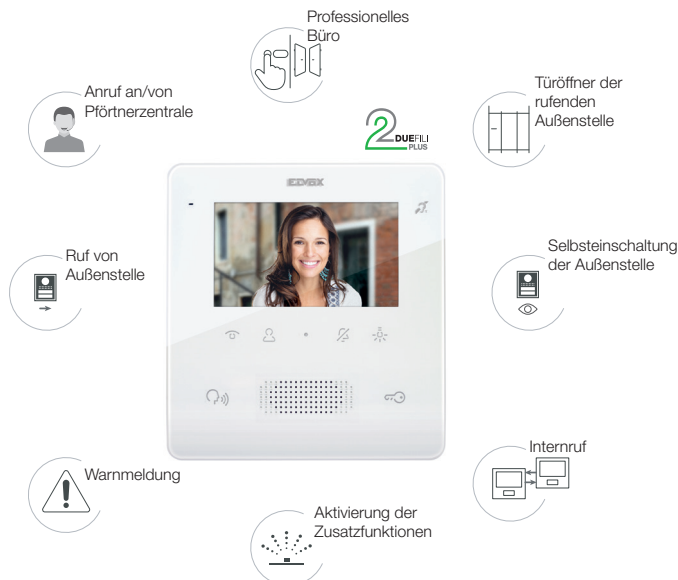 Professionelles
Büro
Anruf an/von
Pförtnerzentrale
Türöffner der
rufenden
Außenstelle
2
DUEFILI
PLUS
ELVOX
Ruf von
Außenstelle
Selbsteinschaltung
der Außenstelle
Internruf
Warnmeldung
Aktivierung der
Zusatzfunktionen